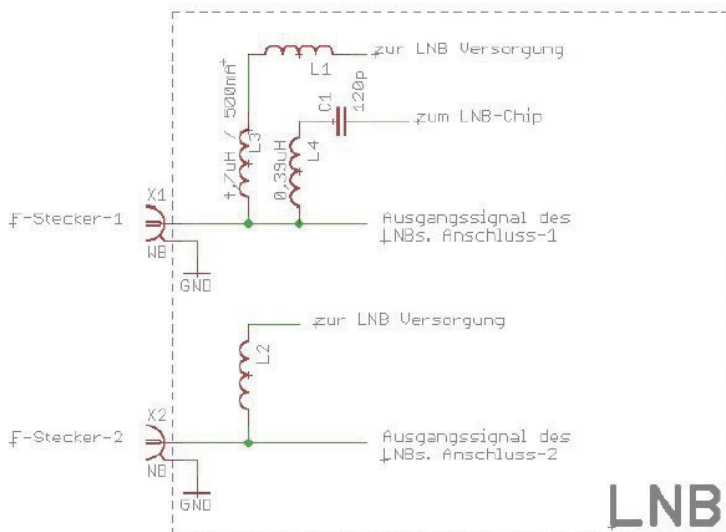 zur LNB Versorgung
L1
C1
120p
zum LNB-Chip
4,7uH / 500mA
L3
0,39uH
L4
X1
F-Stecker-1
WB
GND
Ausgangssignal des
LNBs. Anschluss-1
zur LNB Versorgung
L2
X2
F-Stecker-2
NB
GND
Ausgangssignal des
LNBs. Anschluss-2
LNB